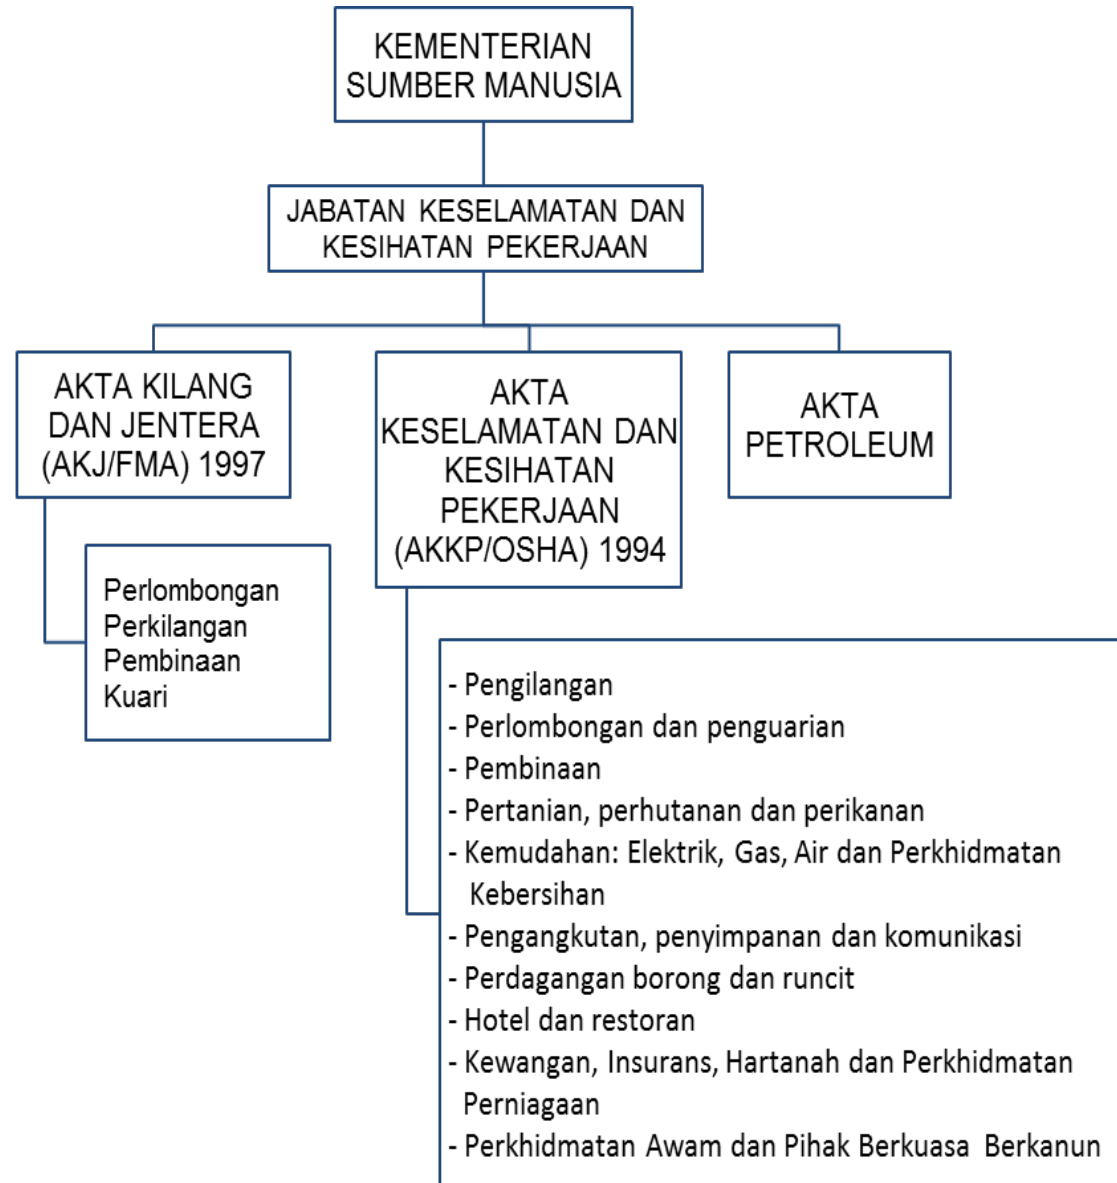 KEMENTERIAN
SUMBER MANUSIA
JABATAN KESELAMATAN DAN
KESIHATAN PEKERJAAN
AKTA KILANG
DAN JENTERA
(AKJ/FMA) 1997
AKTA
KESELAMATAN DAN
KESIHATAN
PEKERJAAN
(AKKP/OSHA) 1994
AKTA
PETROLEUM
Perlombongan
Perkilangan
Pembinaan
Kuari
- Pengilangan
- Perlombongan dan penguarian
- Pembinaan
- Pertanian, perhutanan dan perikanan
- Kemudahan: Elektrik, Gas, Air dan Perkhidmatan
Kebersihan
- Pengangkutan, penyimpanan dan komunikasi
- Perdagangan borong dan runcit
- Hotel dan restoran
- Kewangan, Insurans, Hartanah dan Perkhidmatan
Perniagaan
- Perkhidmatan Awam dan Pihak Berkuasa Berkanun